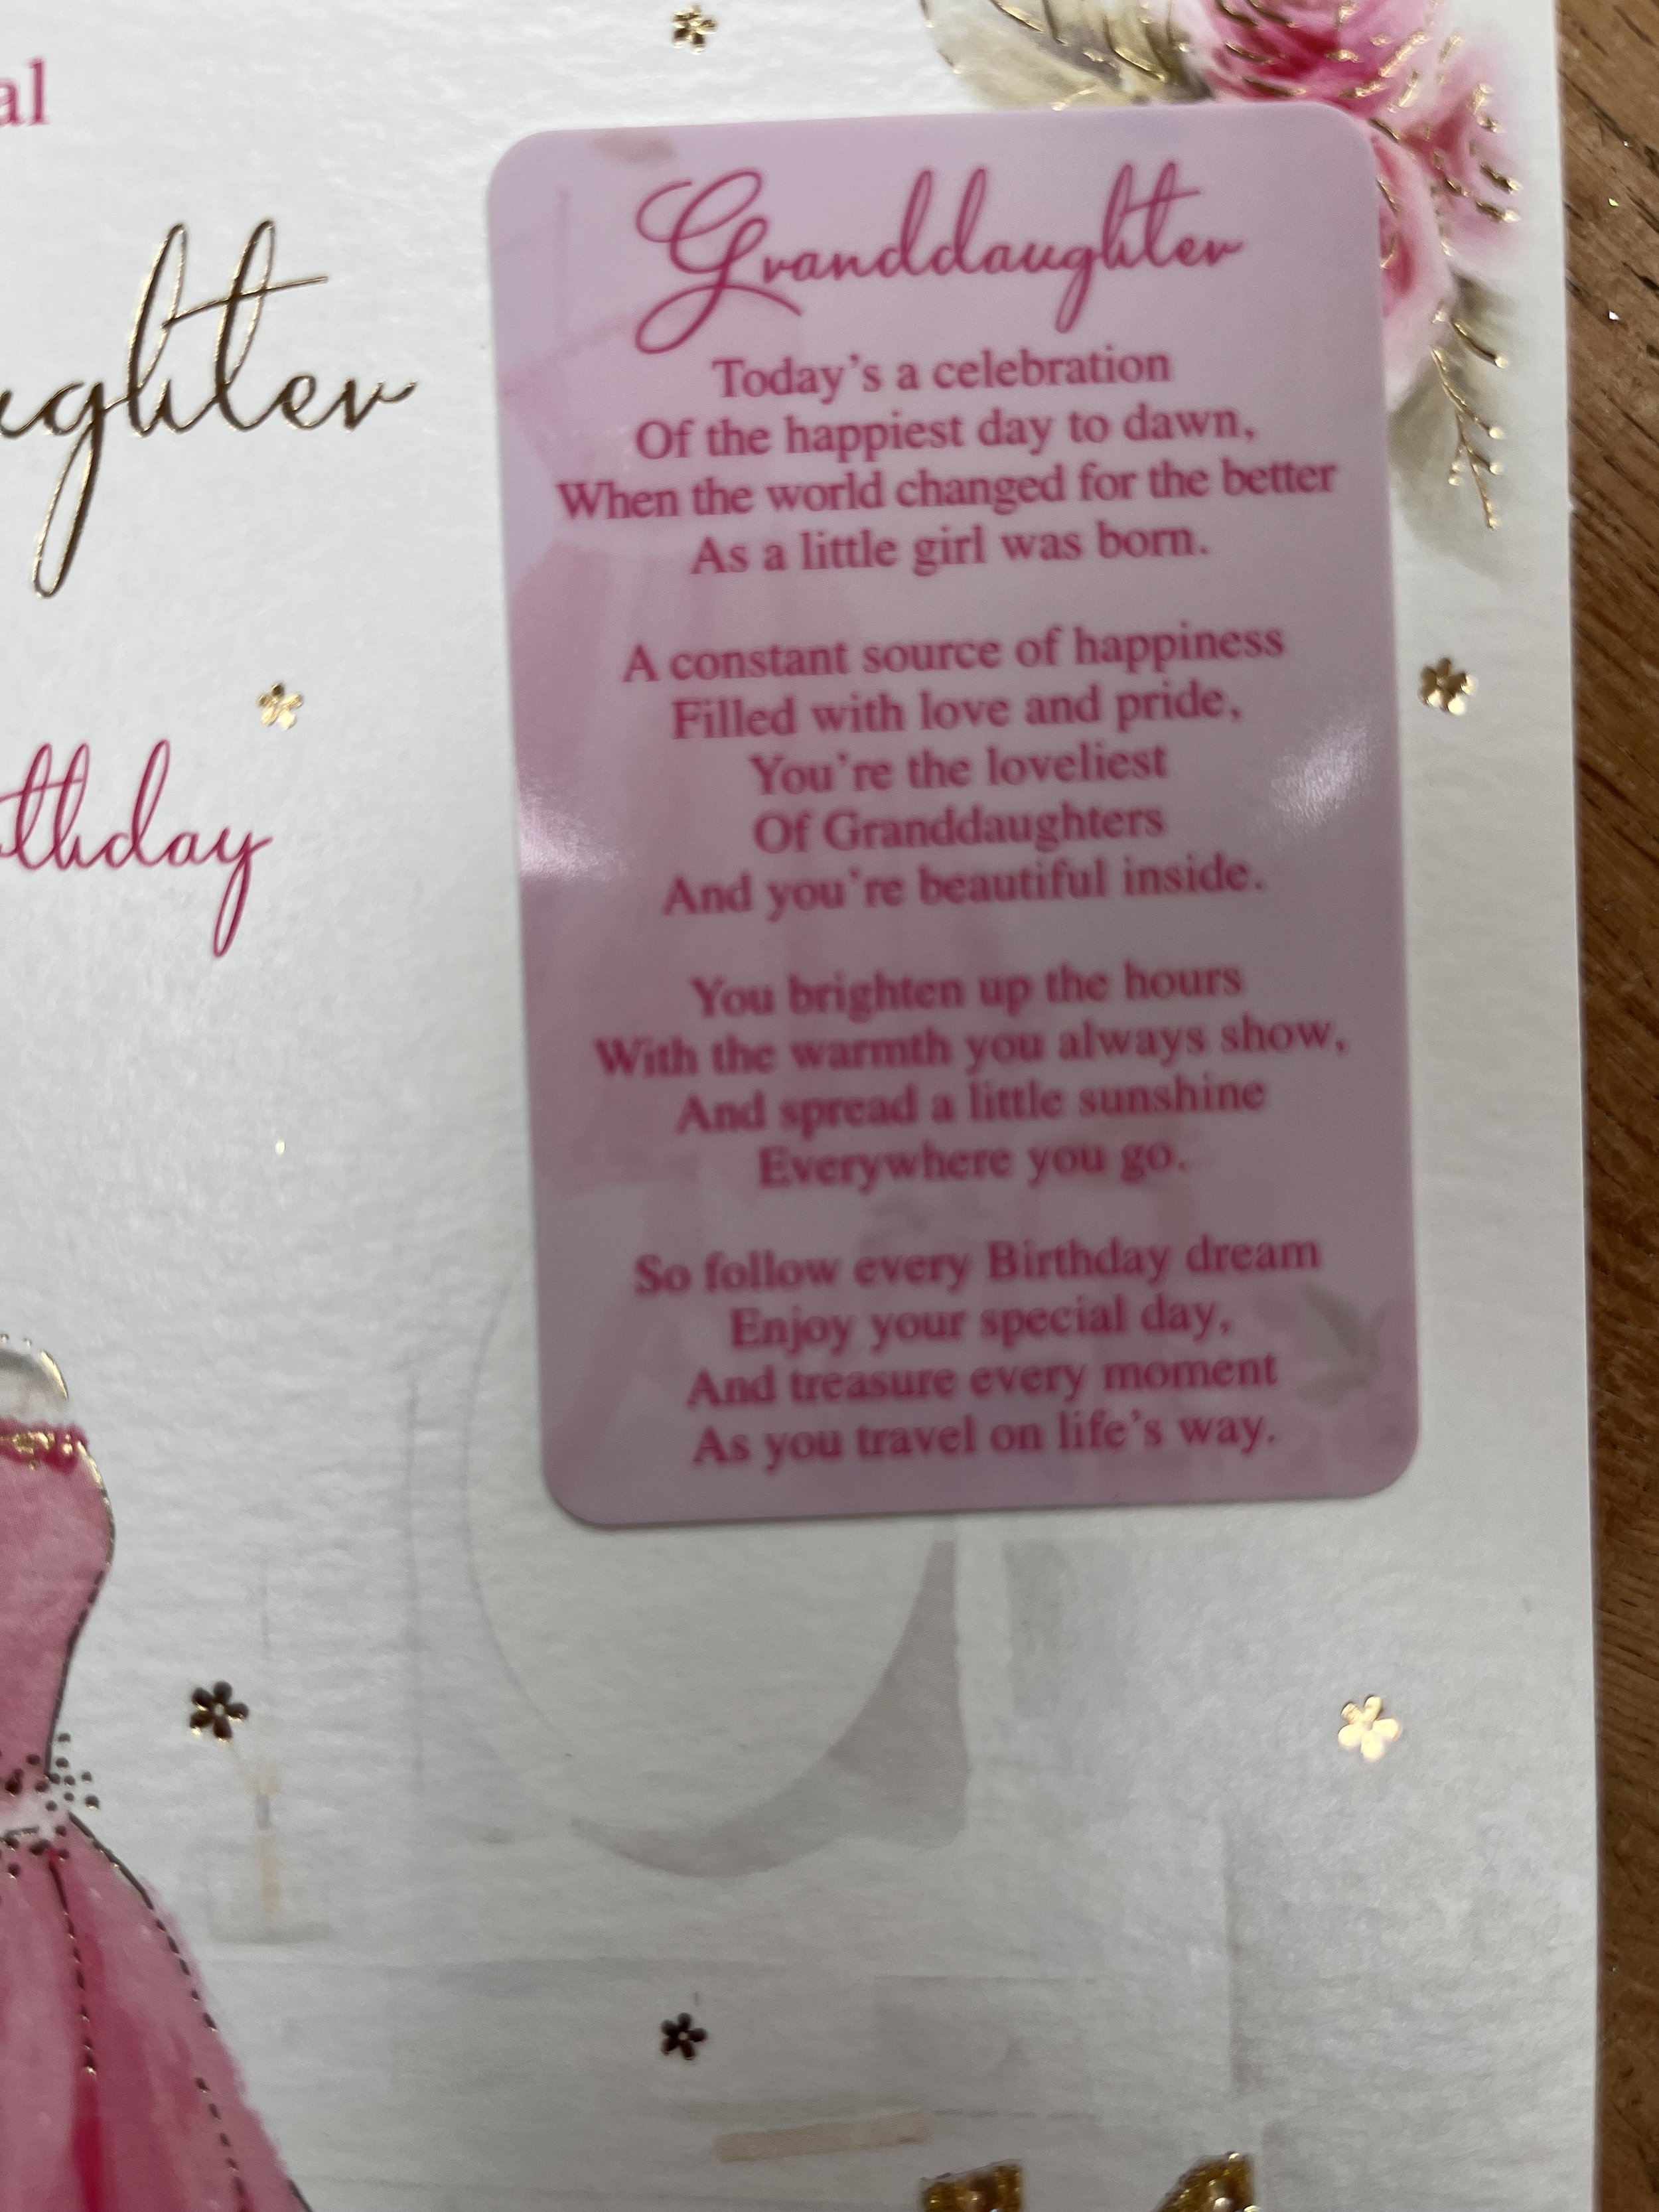 Granddaughter
Today's a celebration
Of the happiest day to dawn,
When the world changed for the better
As a little girl was born.
A constant source of happiness
Filled with love and pride,
You're the loveliest
Of Granddaughters
And you're beautiful inside.
You brighten up the hours
With the warmth you always show,
And spread a little sunshine
Everywhere you go.
So follow every Birthday dream
Enjoy your special day,
And treasure every moment
As you travel on life's way.